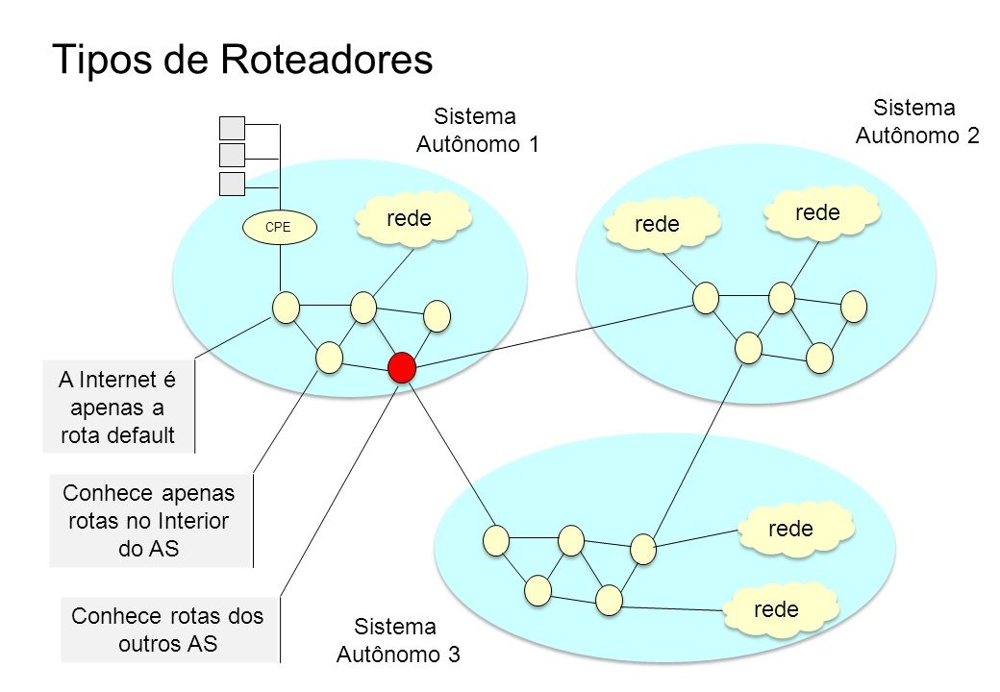 Tipos de Roteadores
Sistema
Autônomo 1
Sistema
Autônomo 2
CPE
rede
rede
rede
A Internet é
apenas a
rota default
Conhece apenas
rotas no Interior
do AS
Conhece rotas dos
outros AS
rede
rede
Sistema
Autônomo 3